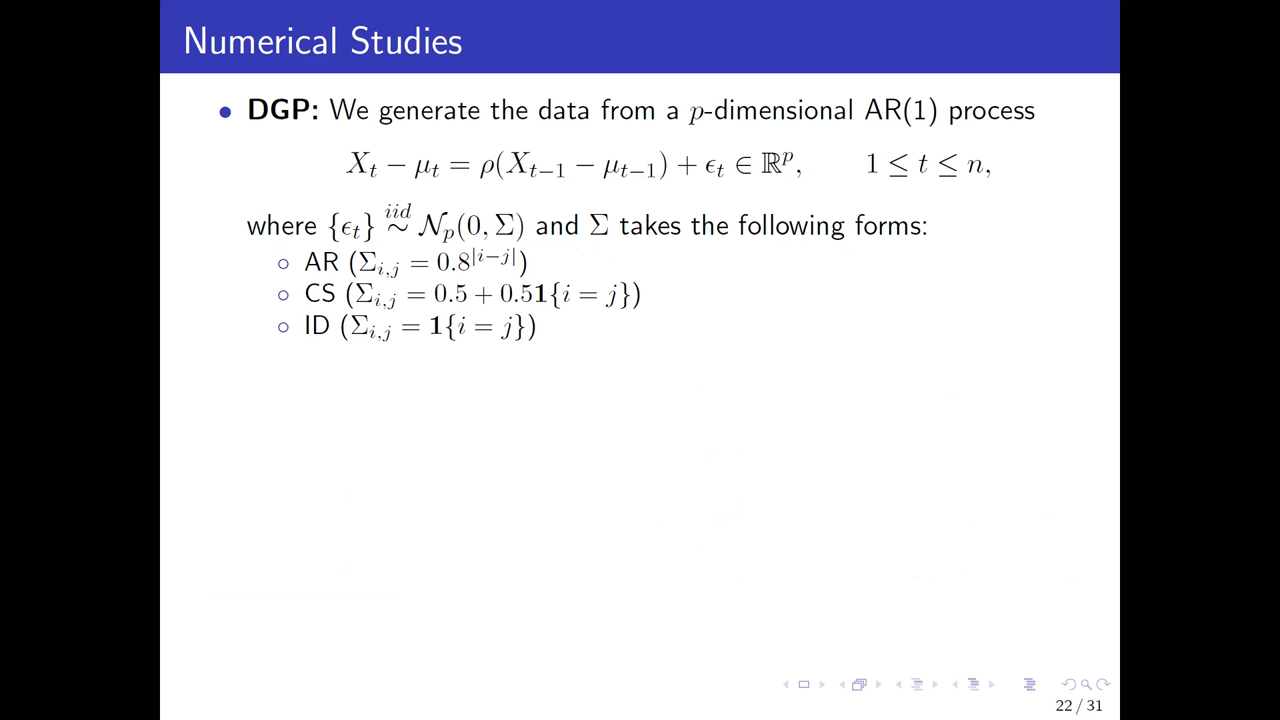 Numerical Studies
• DGP: We generate the data from a p-dimensional AR(1) process
X_t − μ_t = ρ(X_{t−1} − μ_{t−1}) + ϵ_t ∈ ℝ^p, 1 ≤ t ≤ n,
where {ϵ_t} \overset{iid}{∼} 𝒩_p(0, Σ) and Σ takes the following forms:
○ AR (Σ_{i,j} = 0.8^{|i−j|})
○ CS (Σ_{i,j} = 0.5 + 0.5𝟏{i = j})
○ ID (Σ_{i,j} = 𝟏{i = j})
22 / 31